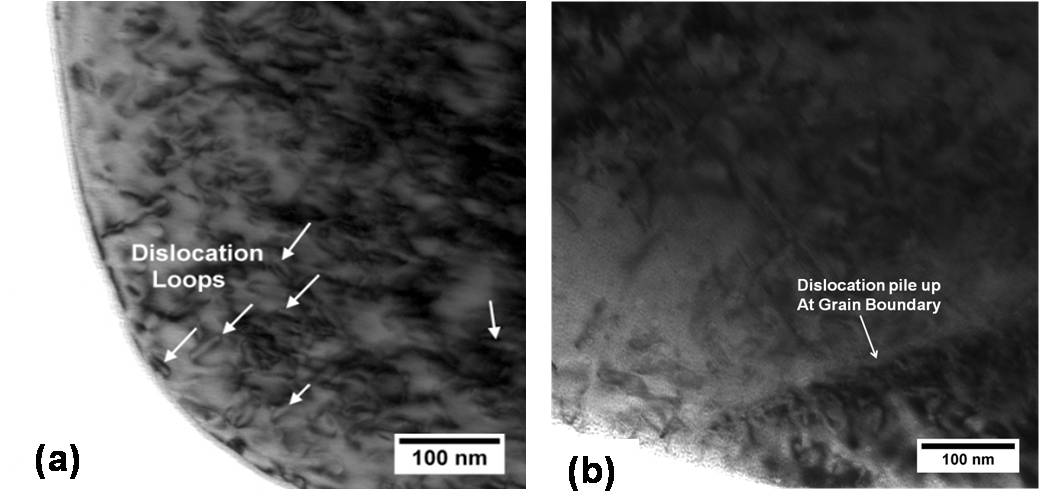 Dislocation
Loops
100 nm
(a)
Dislocation pile up
At Grain Boundary
100 nm
(b)